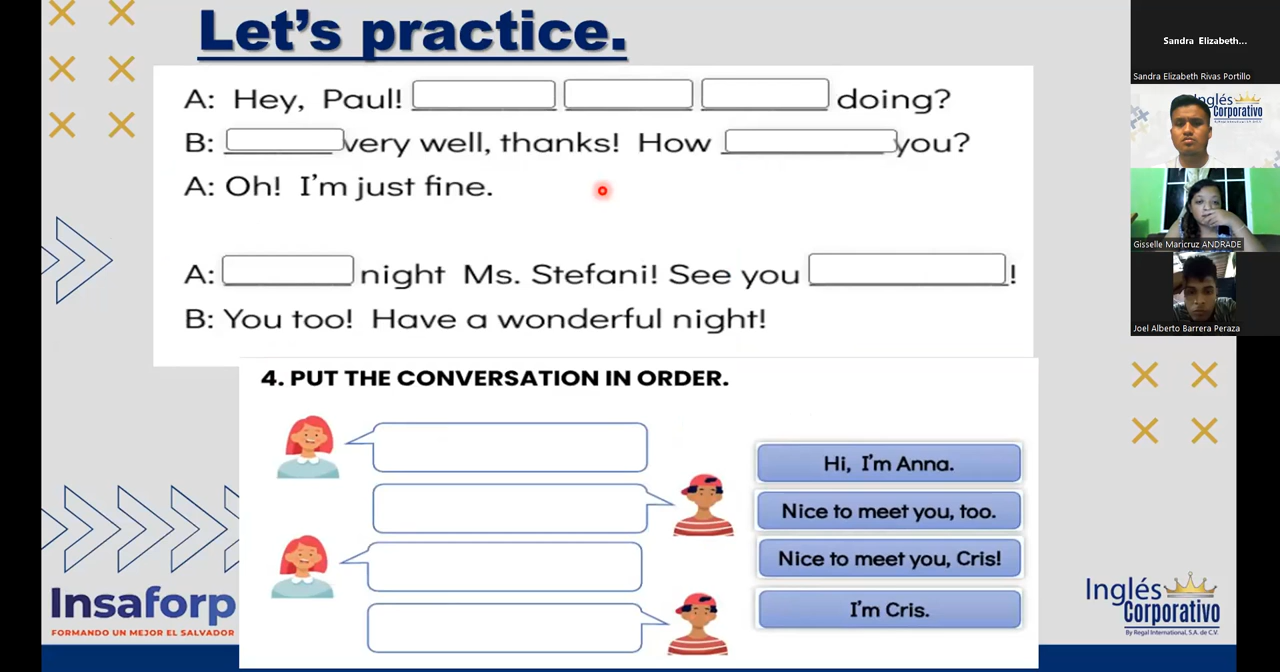 Let's practice.
A: Hey, Paul! doing?
B: very well, thanks! How you?
A: Oh! I'm just fine.
A: night Ms. Stefani! See you !
B: You too! Have a wonderful night!
4. PUT THE CONVERSATION IN ORDER.
Hi, I'm Anna.
Nice to meet you, too.
Nice to meet you, Cris!
I'm Cris.
Insaforp
FORMANDO UN MEJOR EL SALVADOR
Inglés
Corporativo
By Regal International, S.A. de C.V.
Sandra Elizabeth...
Sandra Elizabeth Rivas Portillo
Inglés
Corporativo
Gisselle Maricruz ANDRADE
Joel Alberto Barrera Peraza